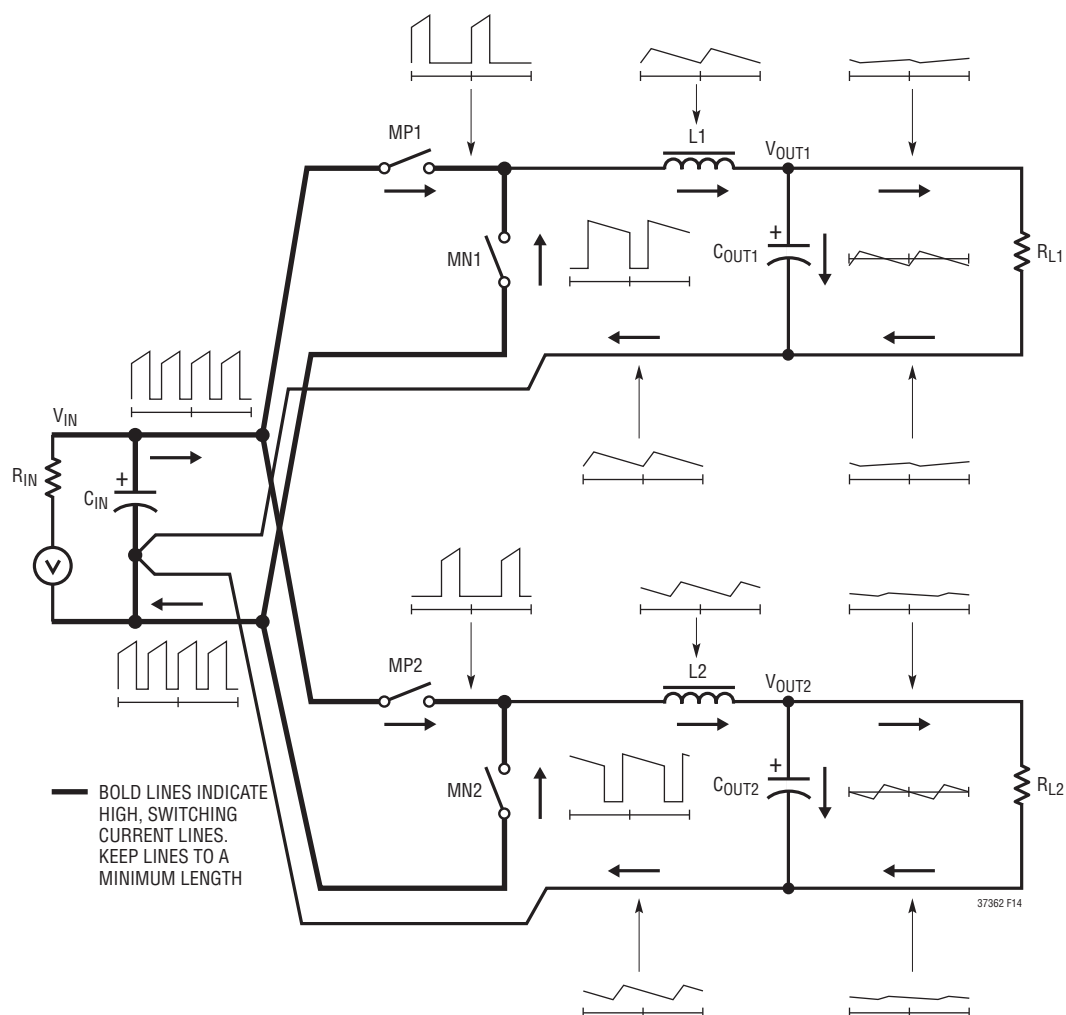 MP1
L1
VOUT1
MN1
+
COUT1
RL1
VIN
RIN
+
CIN
V
MP2
L2
VOUT2
MN2
+
COUT2
RL2
BOLD LINES INDICATE
HIGH, SWITCHING
CURRENT LINES.
KEEP LINES TO A
MINIMUM LENGTH
37362 F14